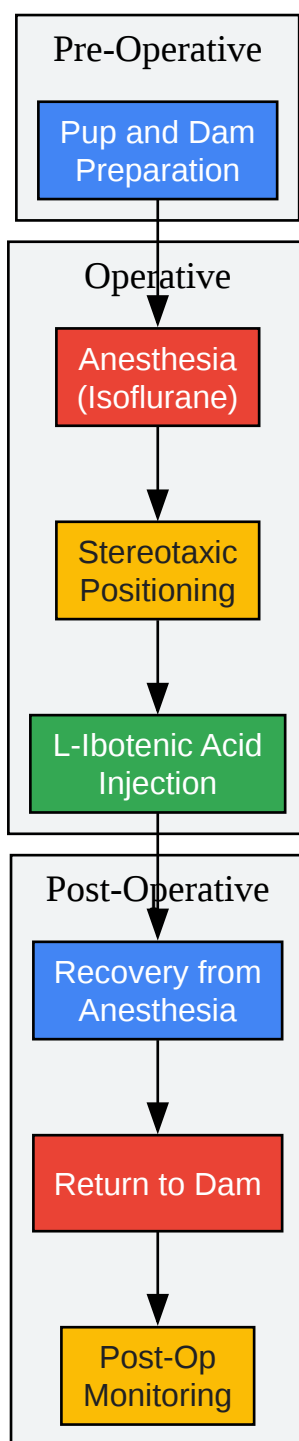 Pre-Operative
Pup and Dam
Preparation
Operative
Anesthesia
(Isoflurane)
Stereotaxic
Positioning
L-Ibotenic Acid
Injection
Post-Operative
Recovery from
Anesthesia
Return to Dam
Post-Op
Monitoring